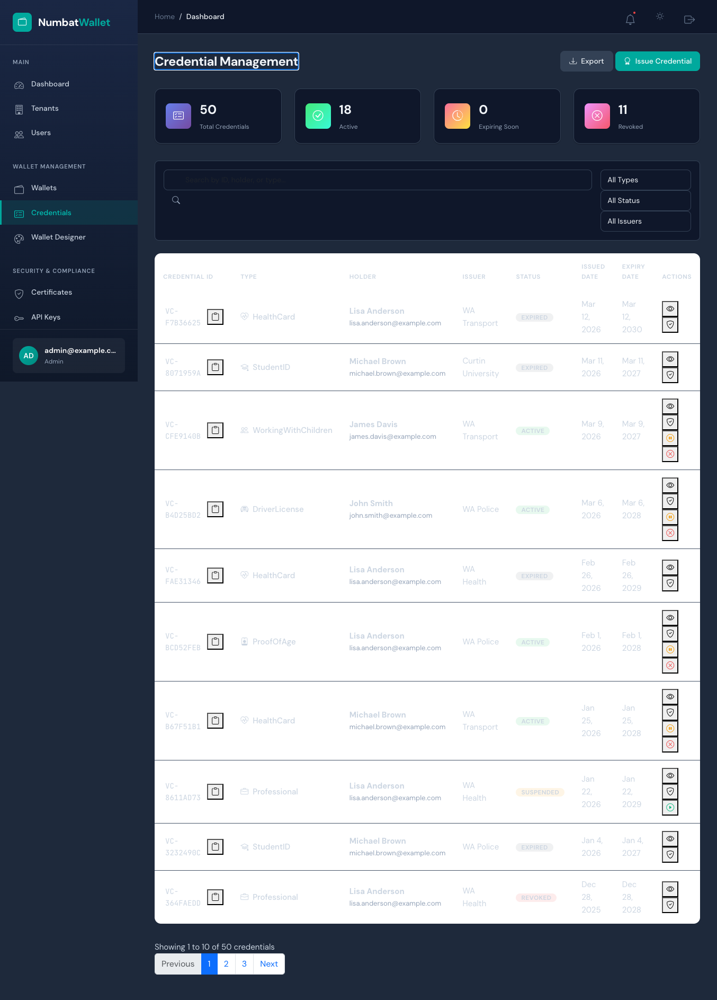 NumbatWallet
Home / Dashboard
MAIN
Dashboard
Tenants
Users
WALLET MANAGEMENT
Wallets
Credentials
Wallet Designer
SECURITY & COMPLIANCE
Certificates
API Keys
AD
admin@example.c...
Admin
Credential Management
Export
Issue Credential
50
Total Credentials
18
Active
0
Expiring Soon
11
Revoked
Search by ID, holder, or type...
All Types
All Status
All Issuers
CREDENTIAL ID TYPE HOLDER ISSUER STATUS ISSUED DATE EXPIRY DATE ACTIONS
VC-F7B36625 HealthCard Lisa Anderson lisa.anderson@example.com WA Transport EXPIRED Mar 12, 2026 Mar 12, 2030
VC-8071959A StudentID Michael Brown michael.brown@example.com Curtin University EXPIRED Mar 11, 2026 Mar 11, 2027
VC-CFE9140B WorkingWithChildren James Davis james.davis@example.com WA Transport ACTIVE Mar 9, 2026 Mar 9, 2027
VC-B4D25BD2 DriverLicense John Smith john.smith@example.com WA Police ACTIVE Mar 6, 2026 Mar 6, 2028
VC-FAE31346 HealthCard Lisa Anderson lisa.anderson@example.com WA Health EXPIRED Feb 26, 2026 Feb 26, 2029
VC-BCD52FEB ProofOfAge Lisa Anderson lisa.anderson@example.com WA Police ACTIVE Feb 1, 2026 Feb 1, 2028
VC-B67F51B1 HealthCard Michael Brown michael.brown@example.com WA Transport ACTIVE Jan 25, 2026 Jan 25, 2028
VC-8611AD73 Professional Lisa Anderson lisa.anderson@example.com WA Health SUSPENDED Jan 22, 2026 Jan 22, 2029
VC-3232490C StudentID Michael Brown michael.brown@example.com WA Police EXPIRED Jan 4, 2026 Jan 4, 2027
VC-364FAEDD Professional Lisa Anderson lisa.anderson@example.com WA Health REVOKED Dec 28, 2025 Dec 28, 2028
Showing 1 to 10 of 50 credentials
Previous 1 2 3 Next